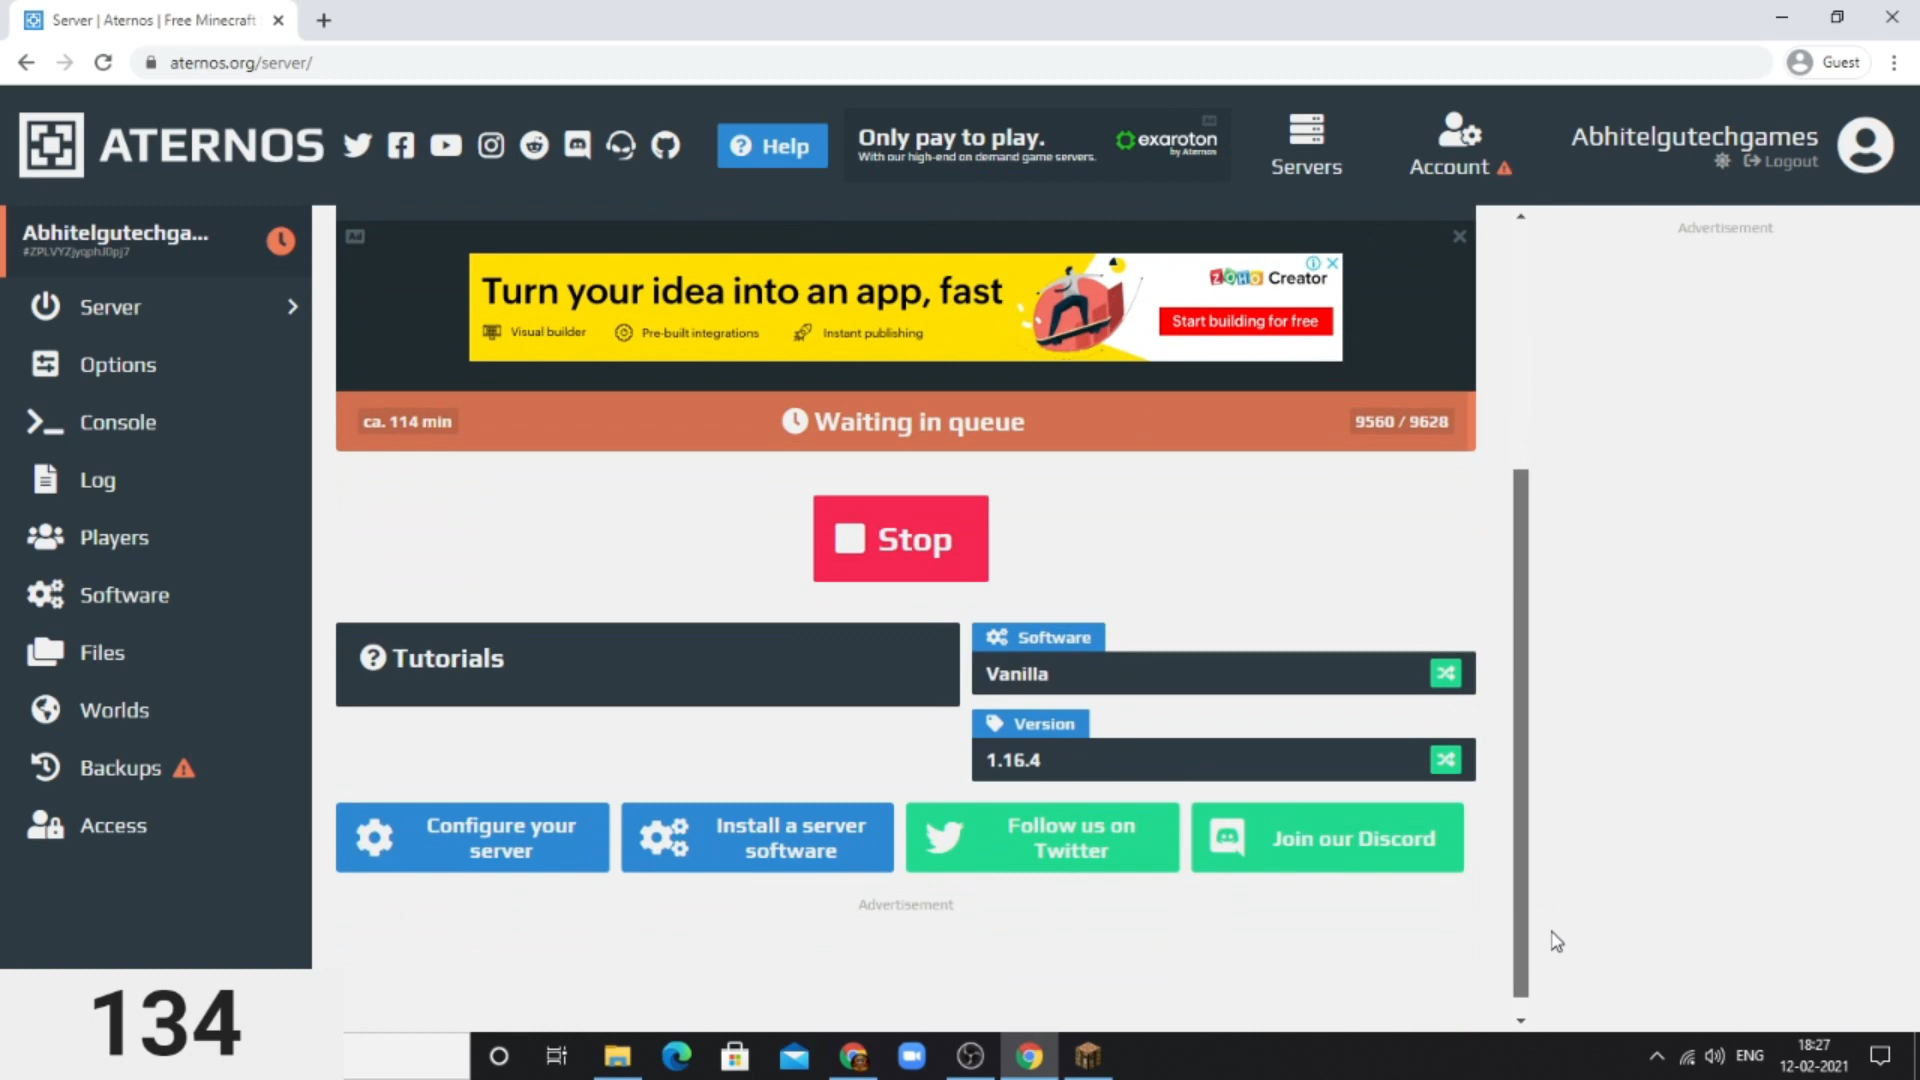 Server | Aternos | Free Minecraft
aternos.org/server/
Guest
ATERNOS
Help
Ad
Only pay to play.
With our high-end on demand game servers.
exaroton
by Aternos
Servers
Account
Abhitelgutechgames
Logout
Abhitelgutechga...
#ZPLVYZjyqphJ0pj7
Server
Options
Console
Log
Players
Software
Files
Worlds
Backups
Access
Ad
Turn your idea into an app, fast
Visual builder
Pre-built integrations
Instant publishing
ZOHO Creator
Start building for free
Advertisement
ca. 114 min
Waiting in queue
9560 / 9628
Stop
Tutorials
Software
Vanilla
Version
1.16.4
Configure your
server
Install a server
software
Follow us on
Twitter
Join our Discord
Advertisement
134
ENG
18:27
12-02-2021